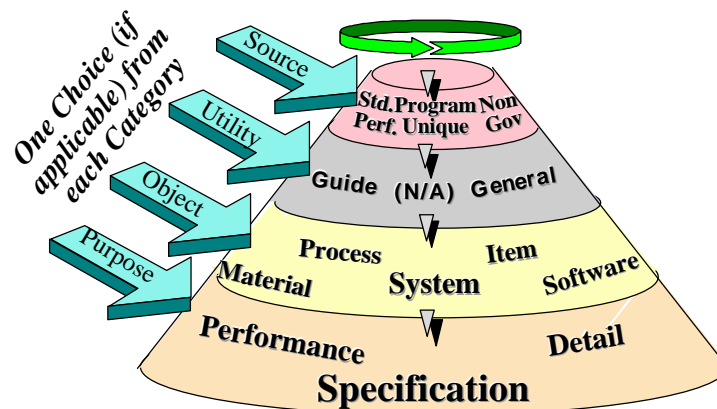 One Choice (if
applicable) from
each Category
Source
Utility
Object
Purpose
Std. Program Non
Perf. Unique Gov
Guide (N/A) General
Process Item
Material System Software
Performance Detail
Specification